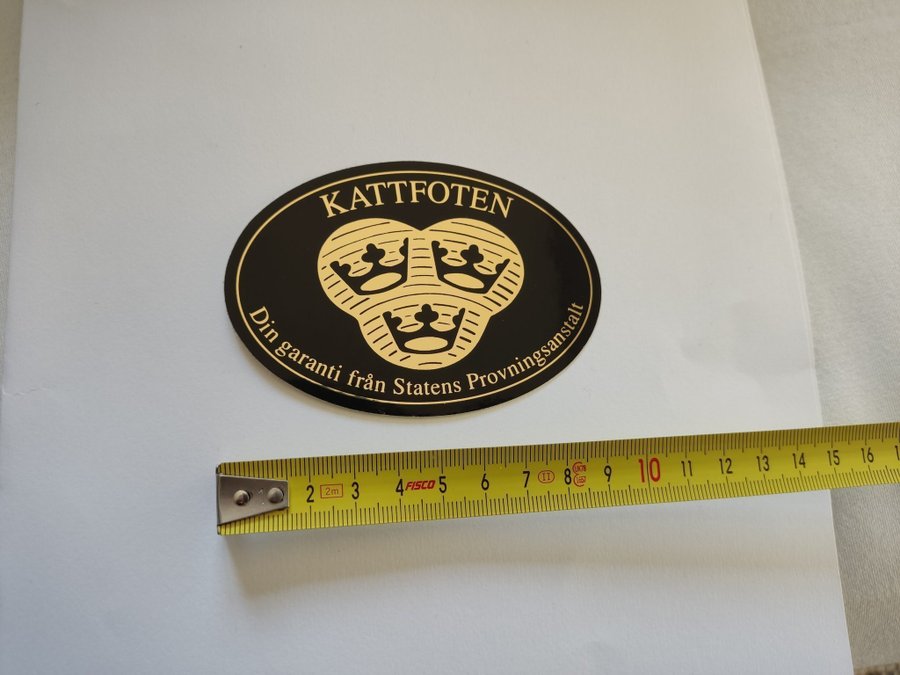 KATTFOTEN
Din garanti från Statens Provningsanstalt
2 2m 3 4 FISCO 5 6 7 II 8 9 10 11 12 13 14 15 16